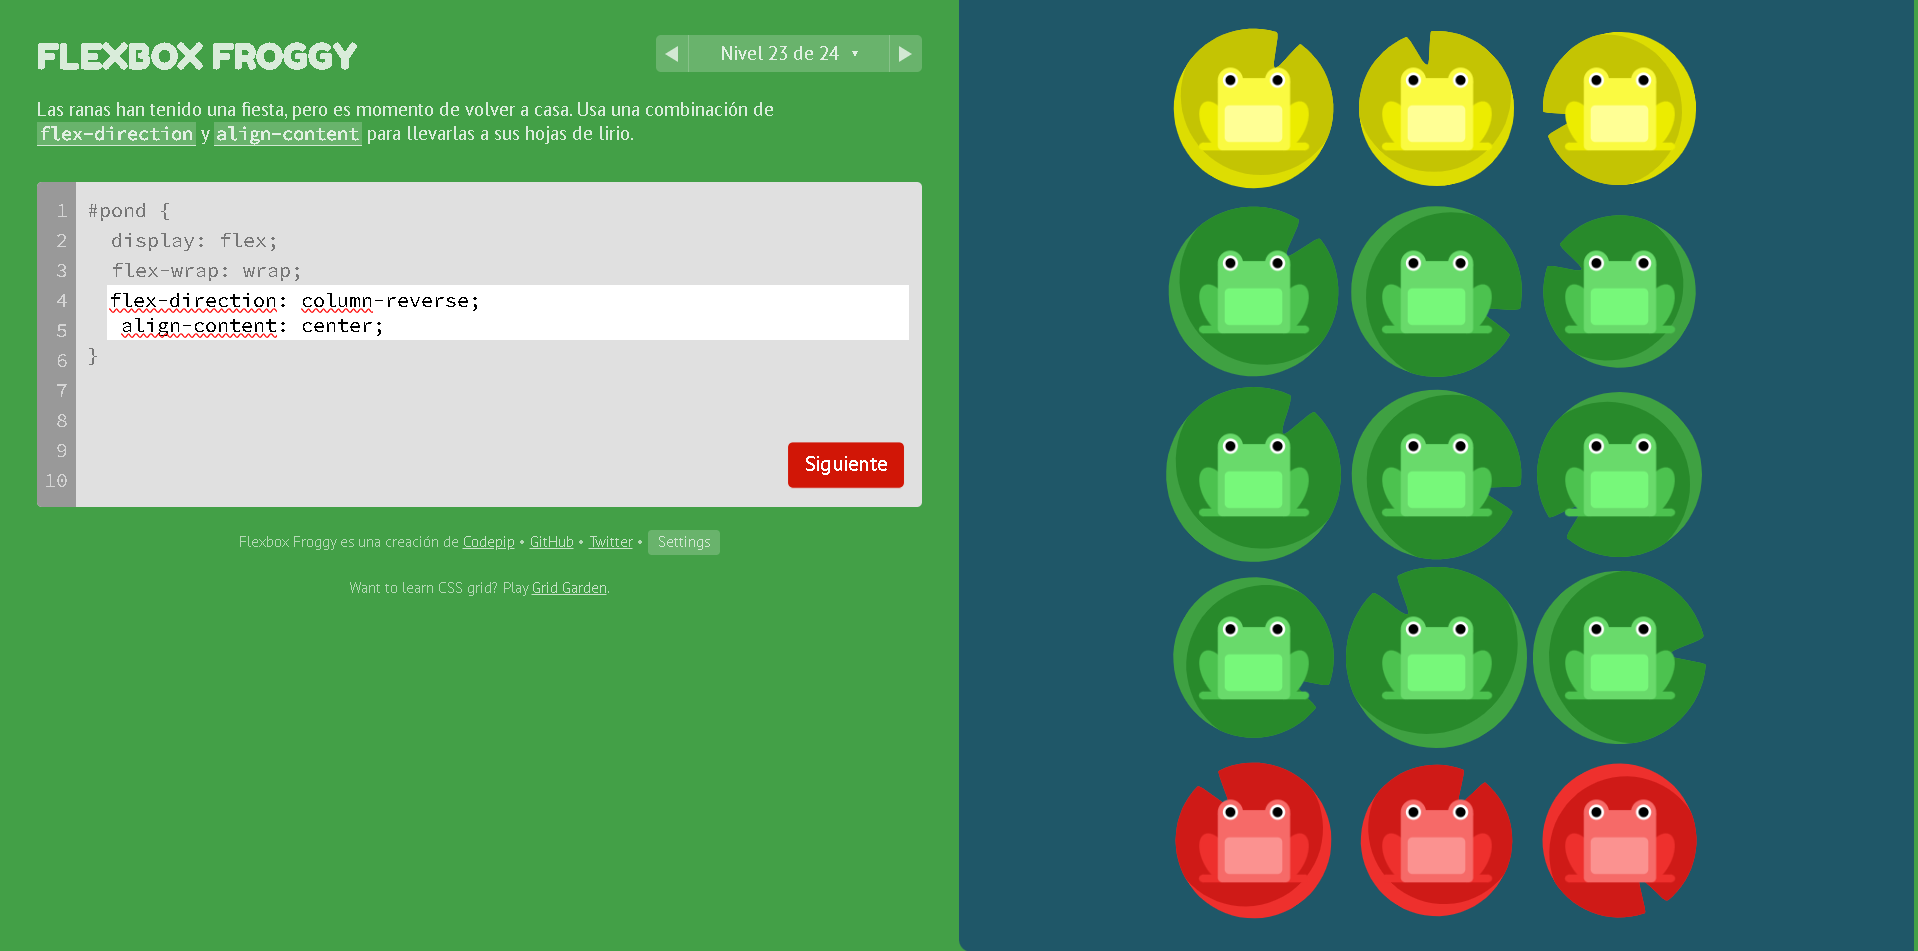 FLEXBOX FROGGY
◀ Nivel 23 de 24 ▾ ▶
Las ranas han tenido una fiesta, pero es momento de volver a casa. Usa una combinación de
flex-direction y align-content para llevarlas a sus hojas de lirio.
1 #pond {
2 display: flex;
3 flex-wrap: wrap;
4 flex-direction: column-reverse;
5 align-content: center;
6 }
7
8
9
10
Siguiente
Flexbox Froggy es una creación de Codepip • GitHub • Twitter • Settings
Want to learn CSS grid? Play Grid Garden.